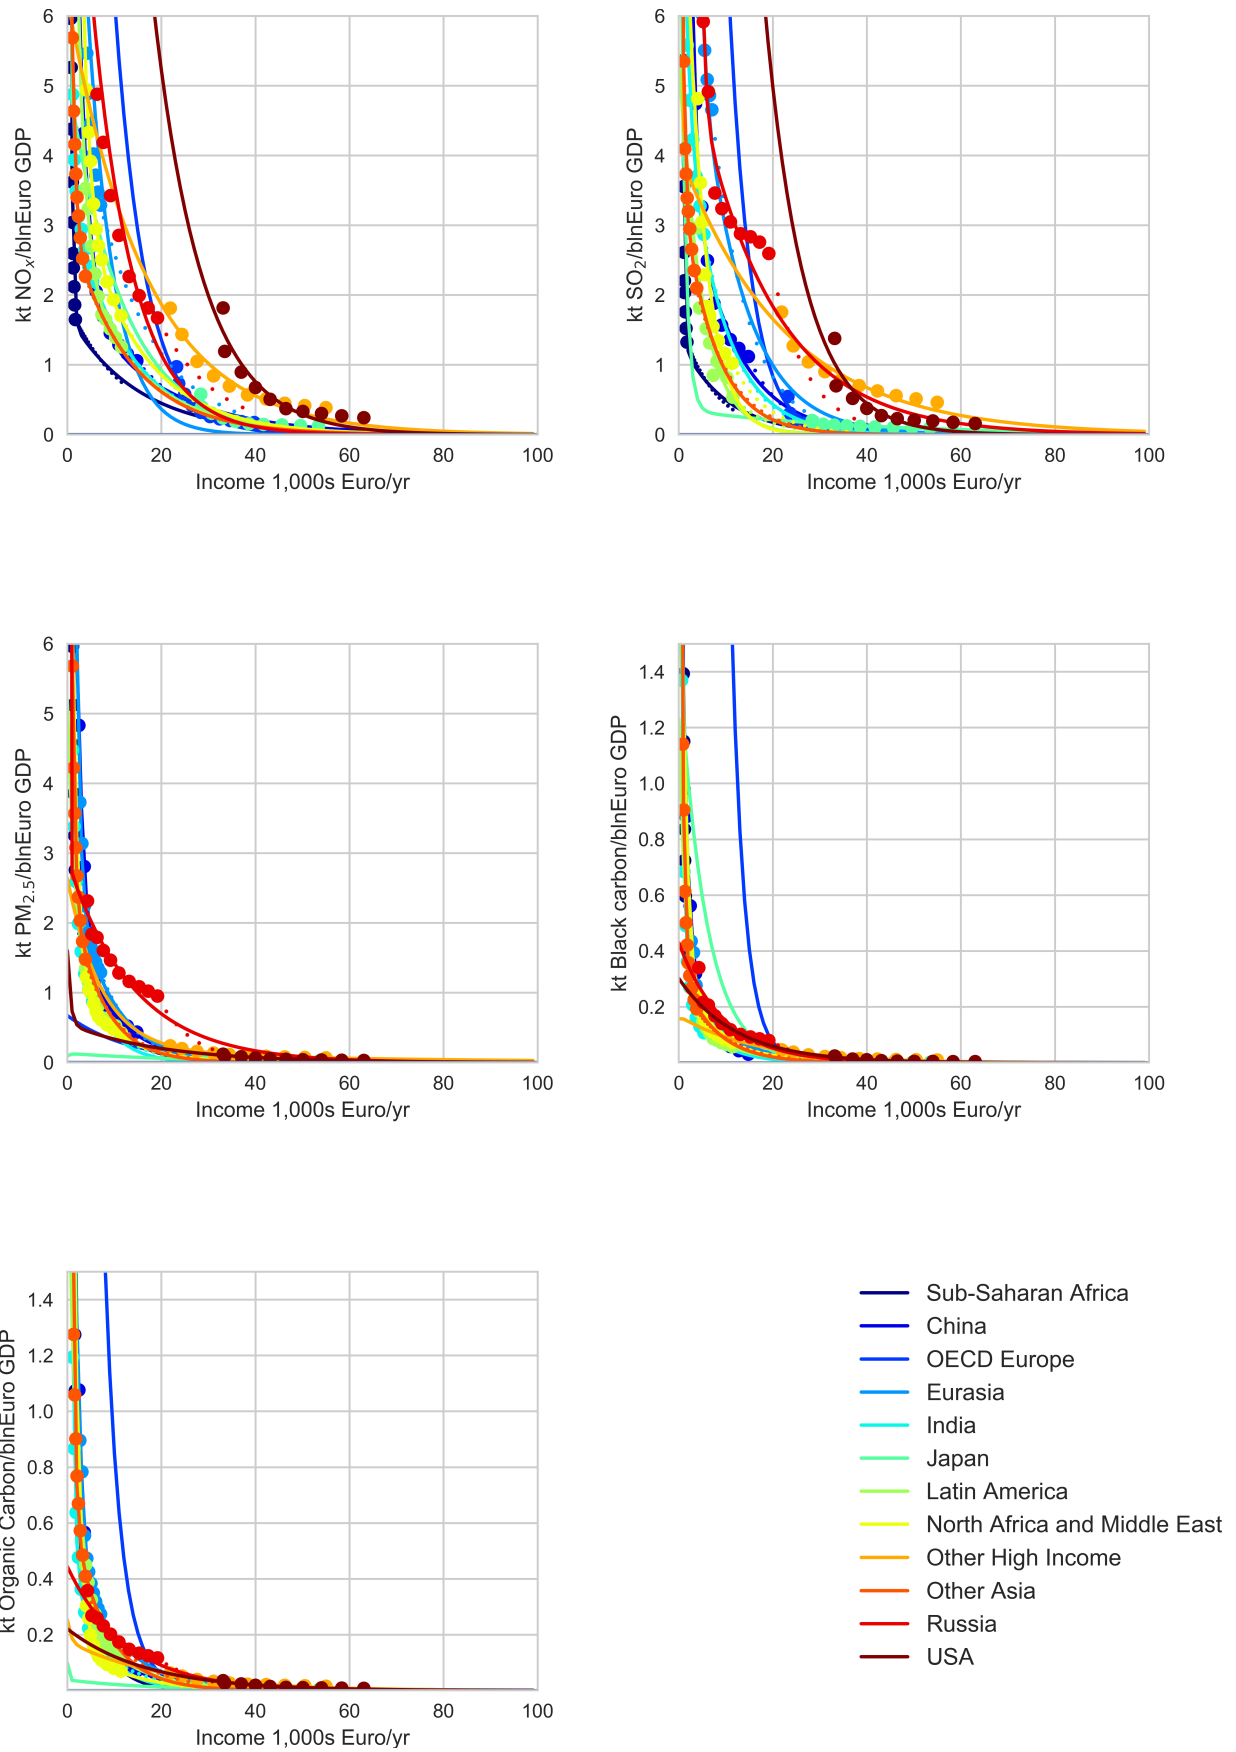 6
5
4
3
2
1
0
kt NOₓ/blnEuro GDP
0 20 40 60 80 100
Income 1,000s Euro/yr
6
5
4
3
2
1
0
kt SO₂/blnEuro GDP
0 20 40 60 80 100
Income 1,000s Euro/yr
6
5
4
3
2
1
0
kt PM₂.₅/blnEuro GDP
0 20 40 60 80 100
Income 1,000s Euro/yr
1.4
1.2
1.0
0.8
0.6
0.4
0.2
kt Black carbon/blnEuro GDP
0 20 40 60 80 100
Income 1,000s Euro/yr
1.4
1.2
1.0
0.8
0.6
0.4
0.2
kt Organic Carbon/blnEuro GDP
0 20 40 60 80 100
Income 1,000s Euro/yr
Sub-Saharan Africa
China
OECD Europe
Eurasia
India
Japan
Latin America
North Africa and Middle East
Other High Income
Other Asia
Russia
USA